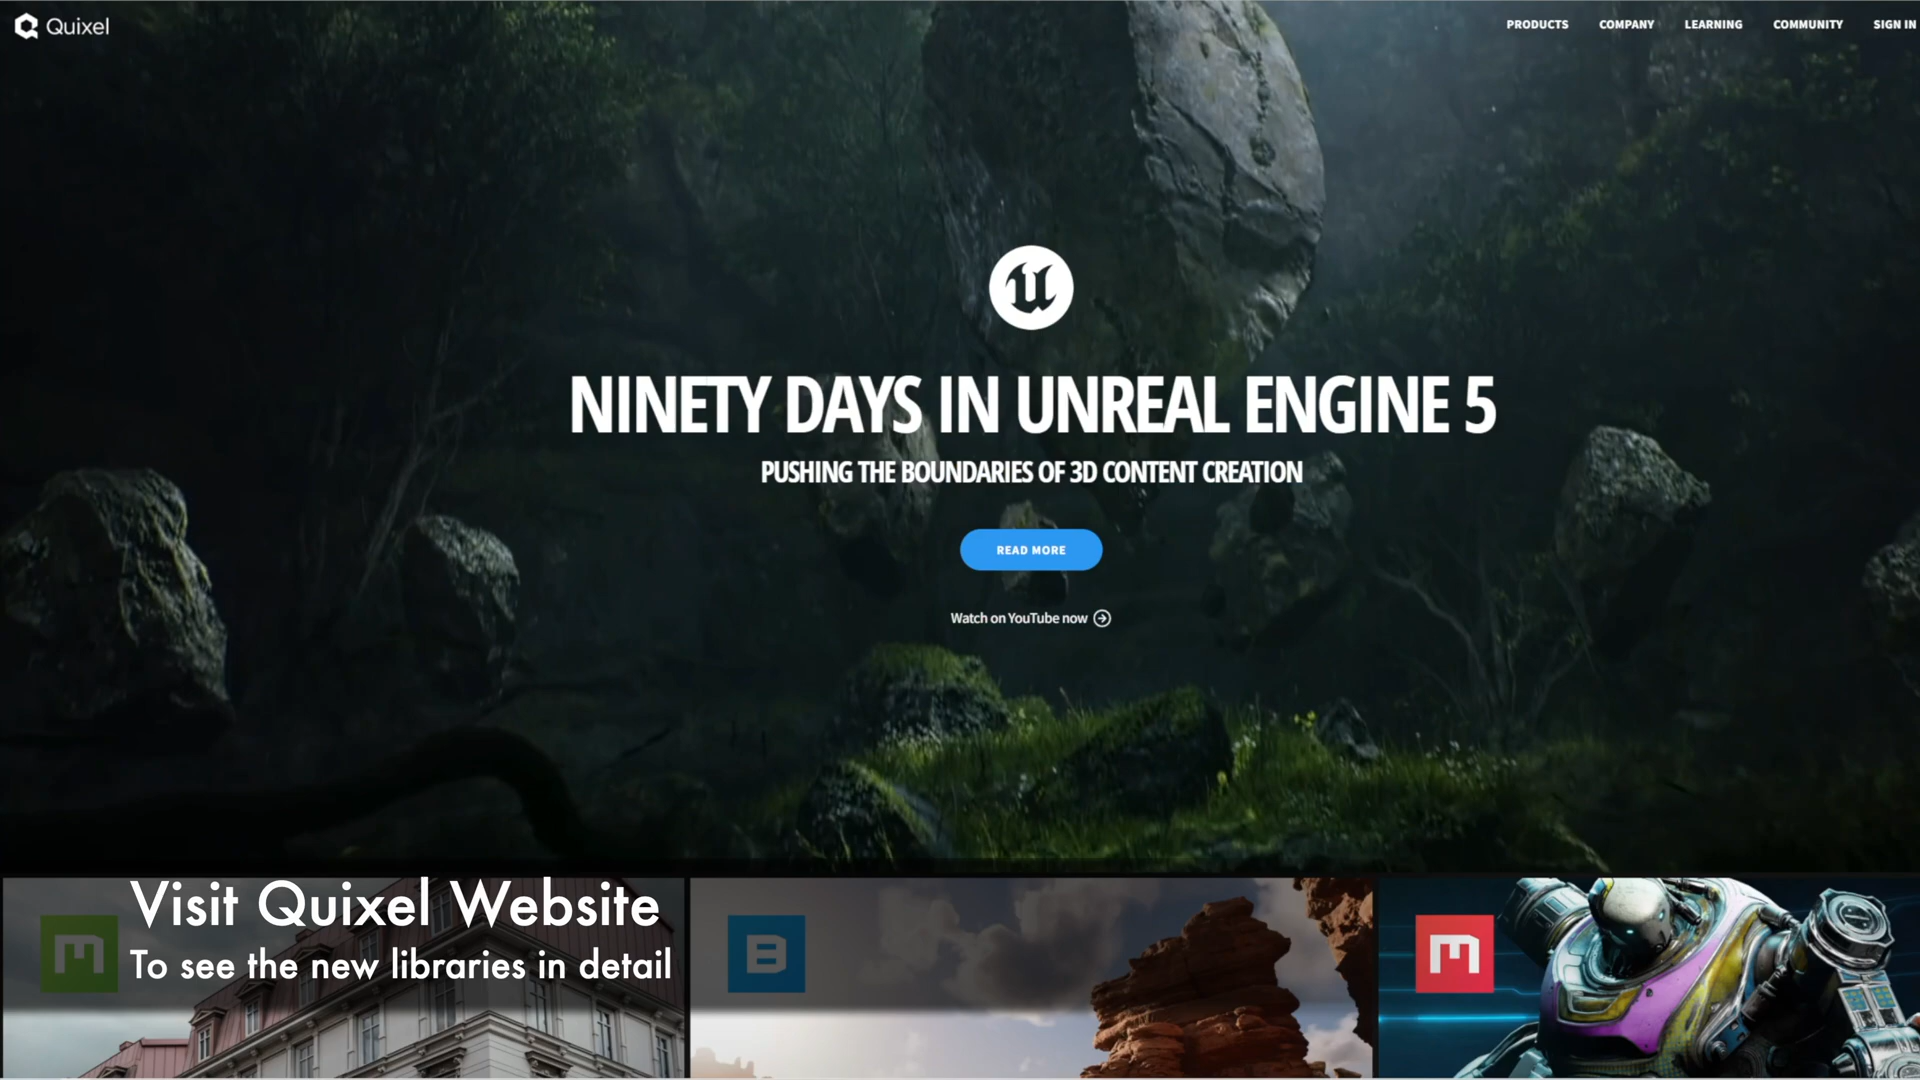 Quixel
PRODUCTS COMPANY LEARNING COMMUNITY SIGN IN
NINETY DAYS IN UNREAL ENGINE 5
PUSHING THE BOUNDARIES OF 3D CONTENT CREATION
READ MORE
Watch on YouTube now
Visit Quixel Website
To see the new libraries in detail
M
B
M